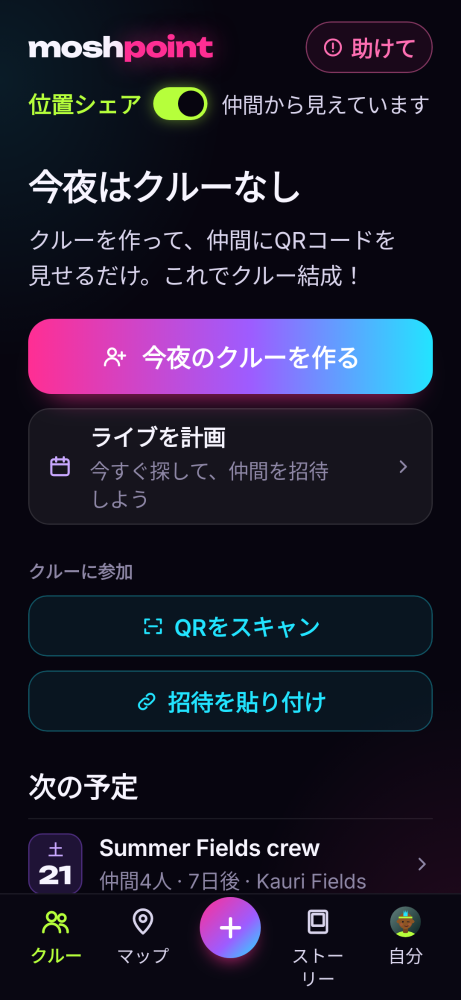 moshpoint
助けて
位置シェア
仲間から見えています
今夜はクルーなし
クルーを作って、仲間にQRコードを
見せるだけ。これでクルー結成！
今夜のクルーを作る
ライブを計画
今すぐ探して、仲間を招待
しよう
クルーに参加
QRをスキャン
招待を貼り付け
次の予定
土
21
Summer Fields crew
仲間4人 · 7日後 · Kauri Fields
クルー
マップ
ストー
リー
自分